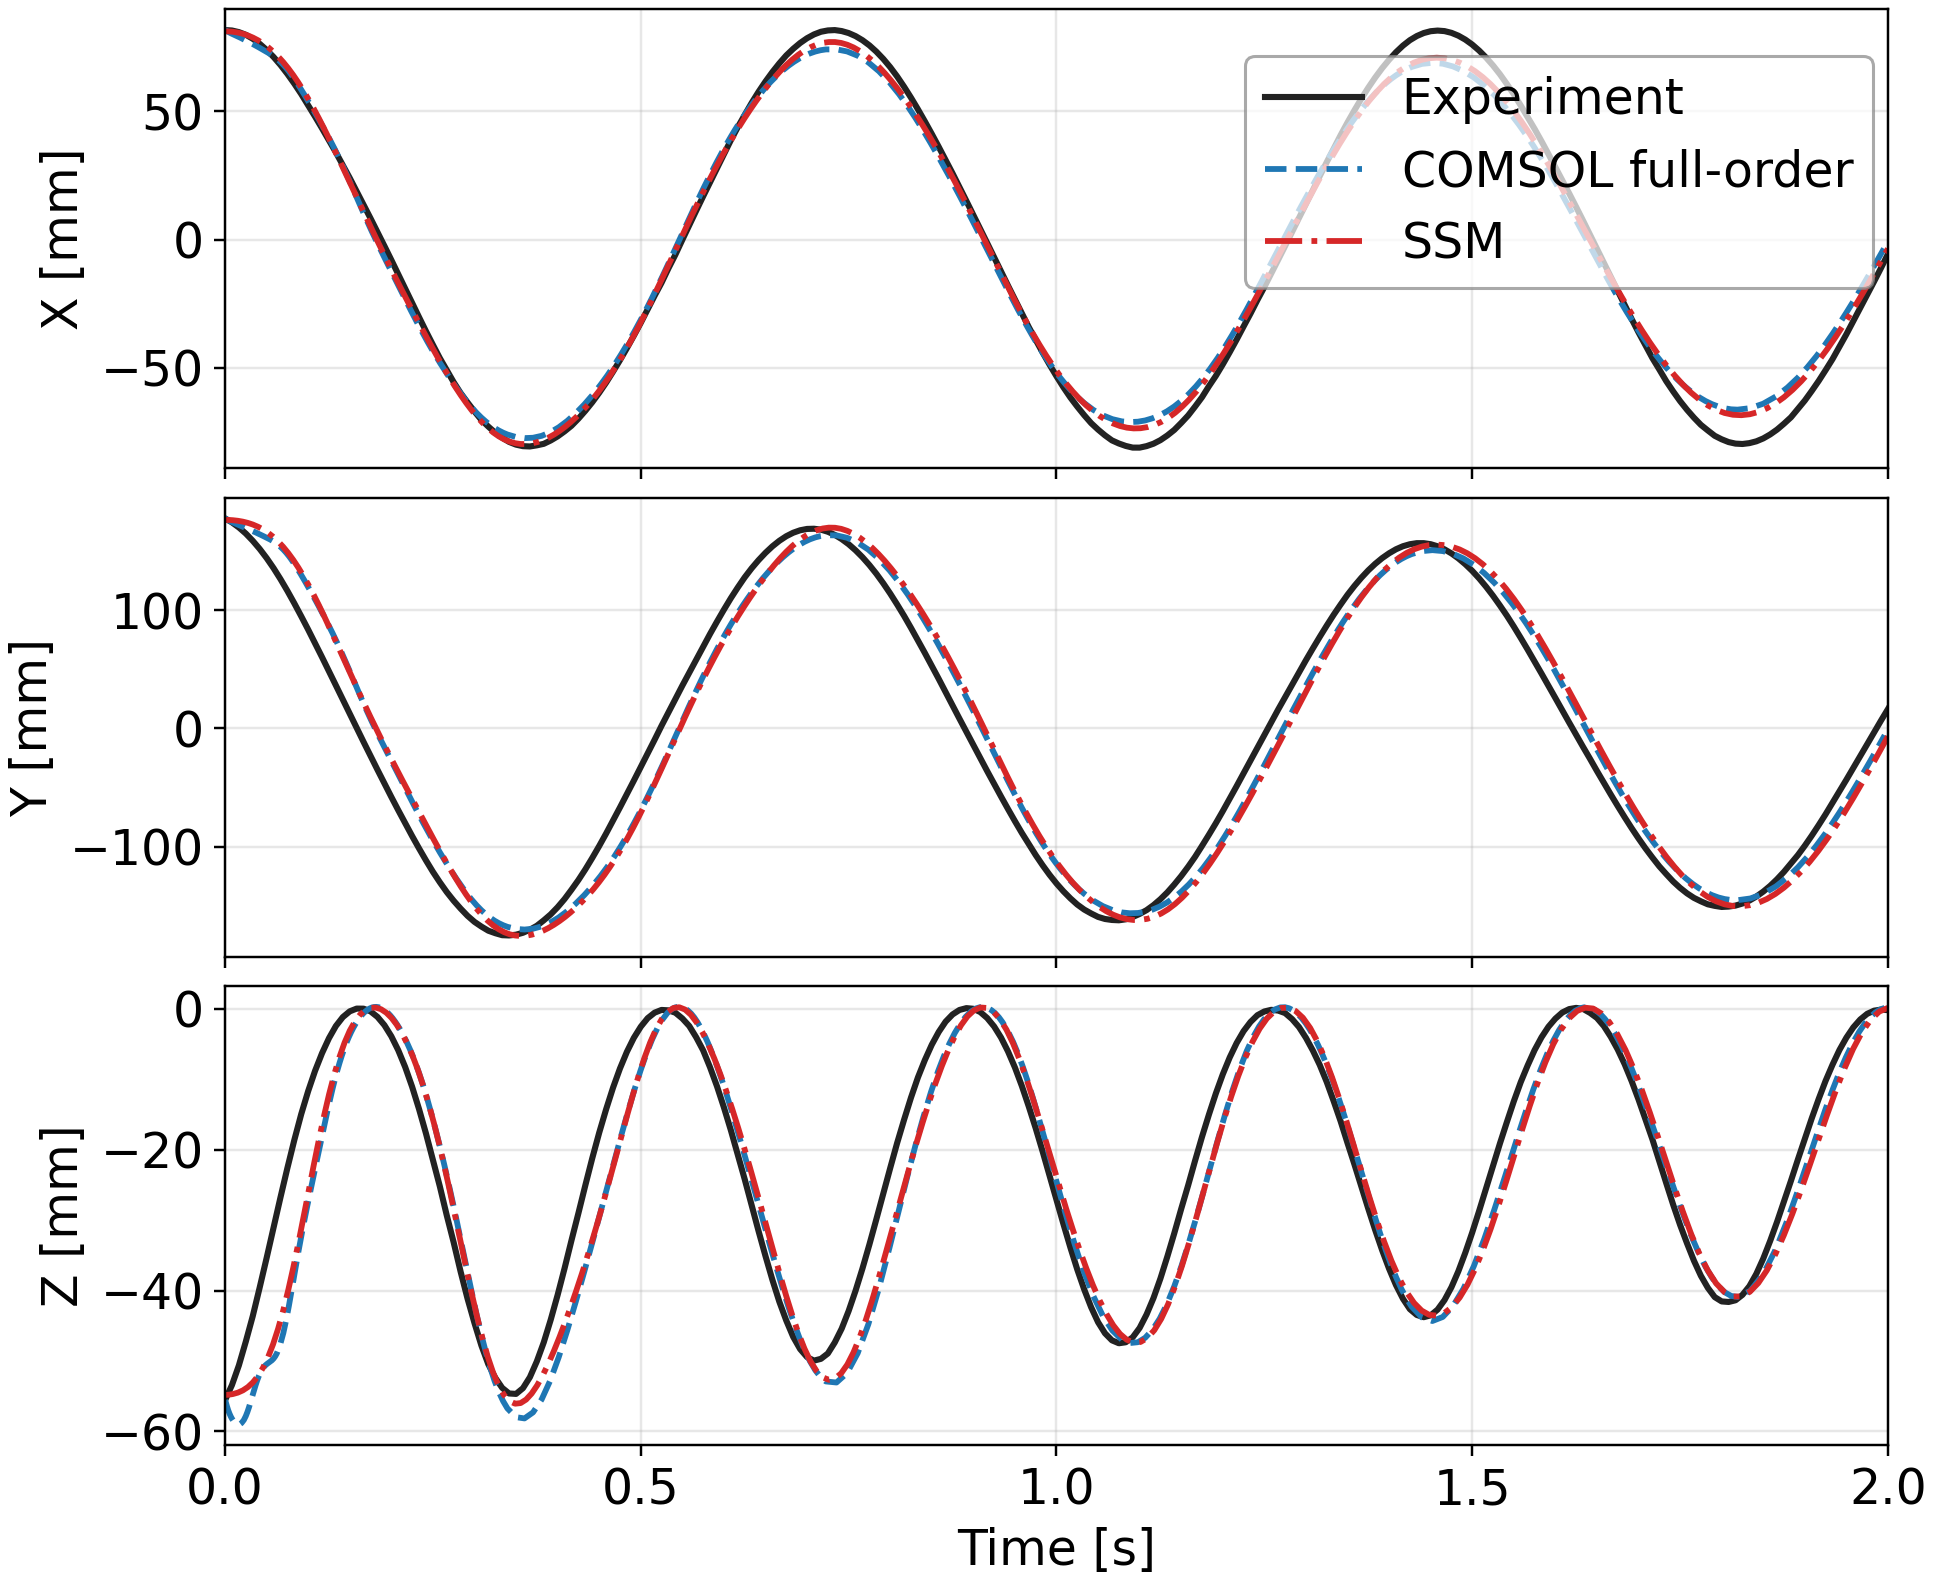 X [mm]
50
0
−50
Experiment
COMSOL full-order
SSM
Y [mm]
100
0
−100
Z [mm]
0
−20
−40
−60
0.0 0.5 1.0 1.5 2.0
Time [s]